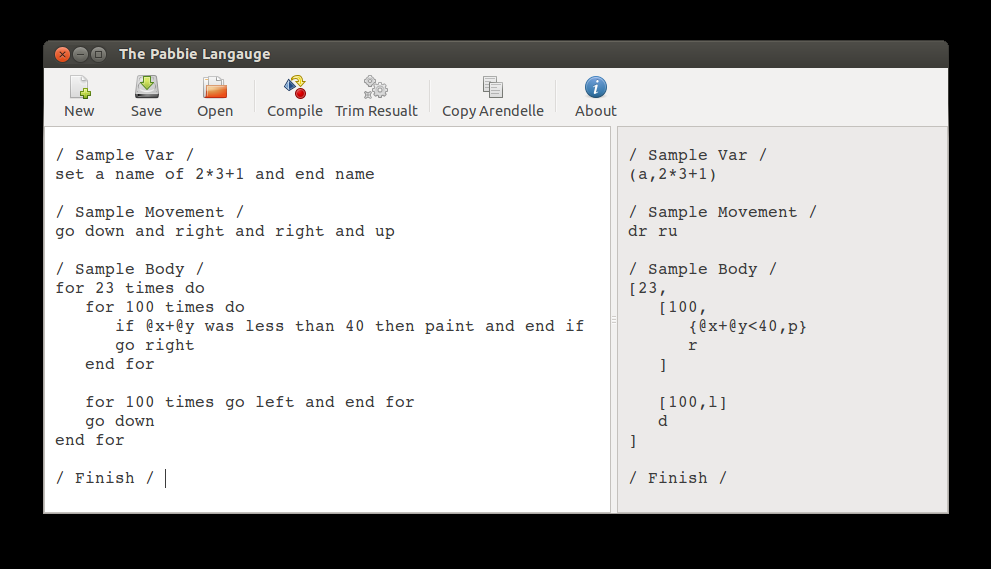 The Pabbie Langauge
New Save Open Compile Trim Resualt Copy Arendelle About
/ Sample Var /
set a name of 2*3+1 and end name
/ Sample Movement /
go down and right and right and up
/ Sample Body /
for 23 times do
for 100 times do
if @x+@y was less than 40 then paint and end if
go right
end for
for 100 times go left and end for
go down
end for
/ Finish /
/ Sample Var /
(a,2*3+1)
/ Sample Movement /
dr ru
/ Sample Body /
[23,
[100,
{@x+@y<40,p}
r
]
[100,l]
d
]
/ Finish /